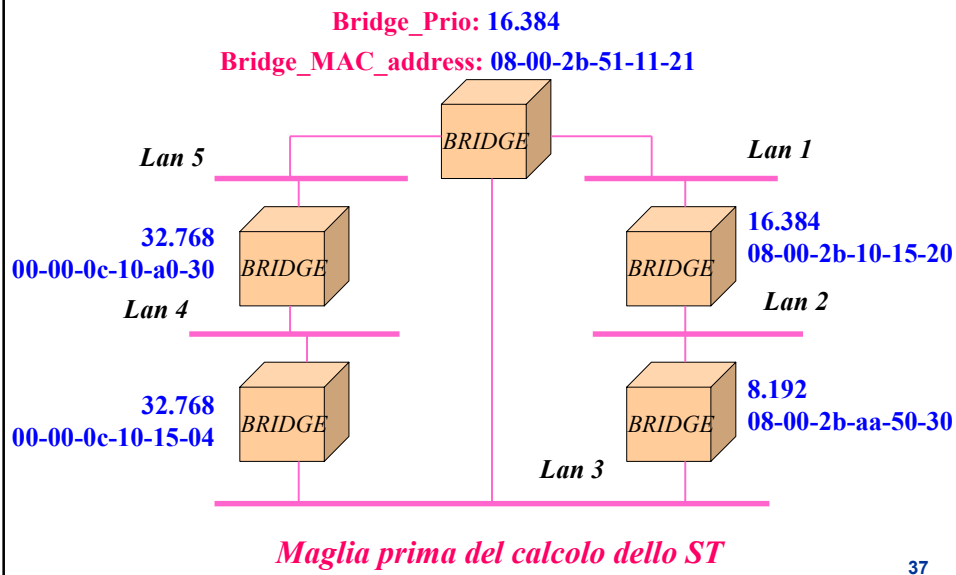 Bridge_Prio: 16.384
Bridge_MAC_address: 08-00-2b-51-11-21
BRIDGE
Lan 5
Lan 1
32.768
00-00-0c-10-a0-30
BRIDGE
16.384
08-00-2b-10-15-20
BRIDGE
Lan 4
Lan 2
32.768
00-00-0c-10-15-04
BRIDGE
8.192
08-00-2b-aa-50-30
BRIDGE
Lan 3
Maglia prima del calcolo dello ST
37